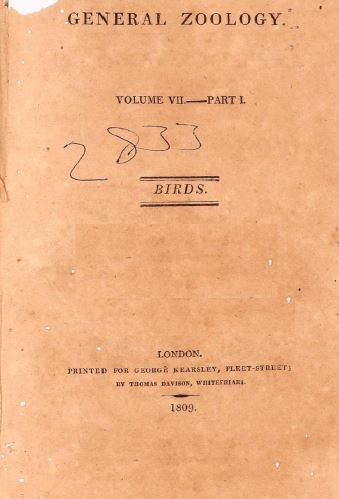 GENERAL ZOOLOGY.
VOLUME VII.—PART I.
2833
BIRDS.
LONDON.
PRINTED FOR GEORGE KEARSLEY, FLEET-STREET;
BY THOMAS DAVISON, WHITEFRIARS.
1809.